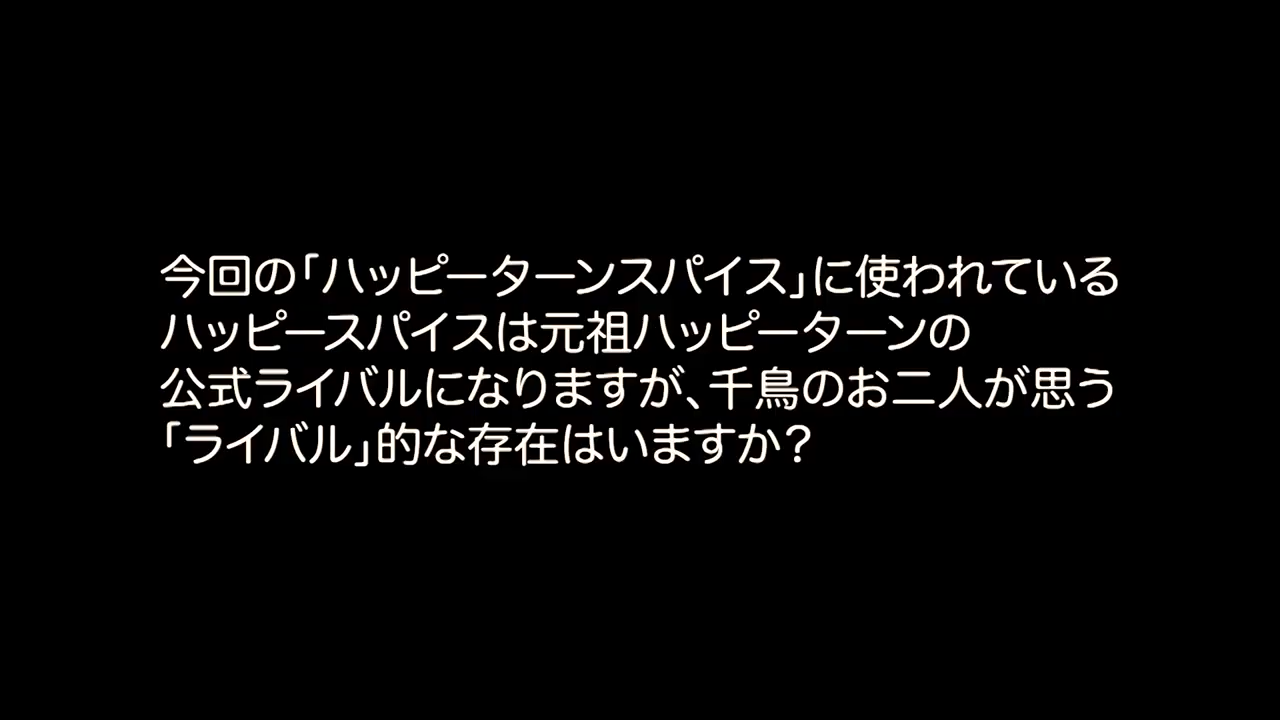 今回の「ハッピーターンスパイス」に使われている
ハッピースパイスは元祖ハッピーターンの
公式ライバルになりますが、千鳥のお二人が思う
「ライバル」的な存在はいますか?